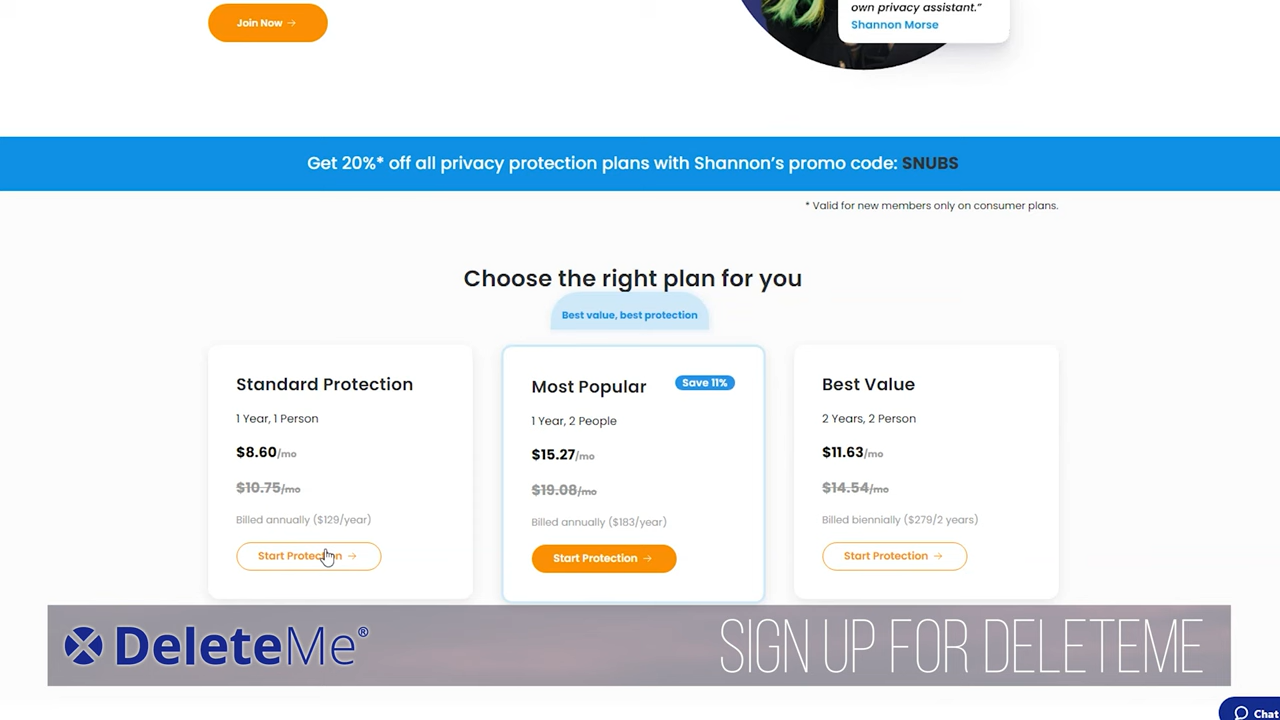 own privacy assistant.”
Shannon Morse
Join Now →
Get 20%* off all privacy protection plans with Shannon’s promo code: SNUBS
* Valid for new members only on consumer plans.
Choose the right plan for you
Best value, best protection
Standard Protection
1 Year, 1 Person
$8.60/mo
$10.75/mo
Billed annually ($129/year)
Start Protection →
Most Popular
Save 11%
1 Year, 2 People
$15.27/mo
$19.08/mo
Billed annually ($183/year)
Start Protection →
Best Value
2 Years, 2 Person
$11.63/mo
$14.54/mo
Billed biennially ($279/2 years)
Start Protection →
DeleteMe®
SIGN UP FOR DELETEME
Chat